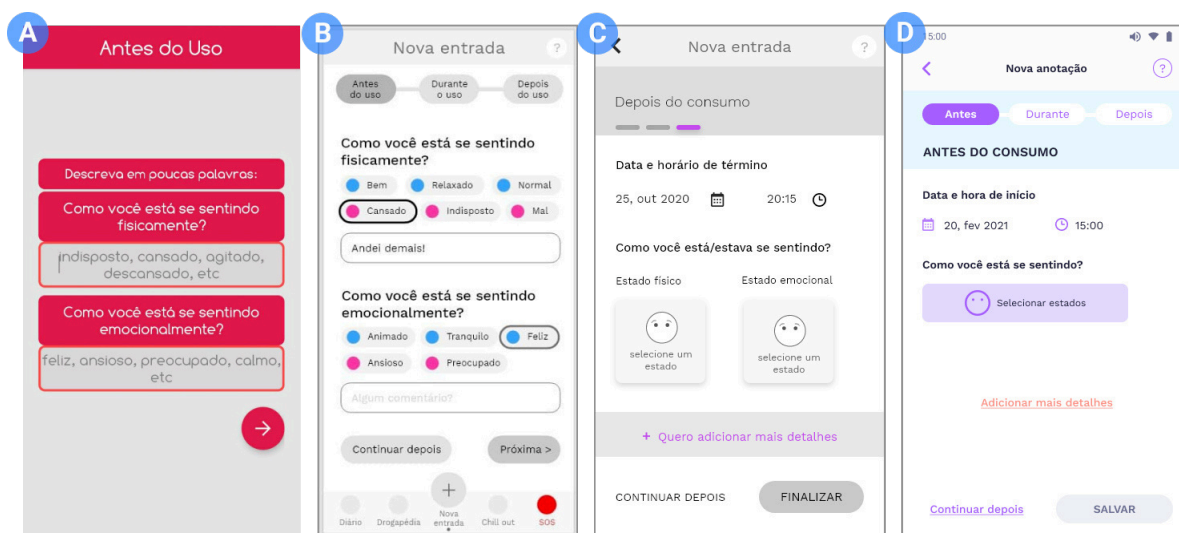 A
Antes do Uso
Descreva em poucas palavras:
Como você está se sentindo
fisicamente?
indisposto, cansado, agitado,
descansado, etc
Como você está se sentindo
emocionalmente?
feliz, ansioso, preocupado, calmo,
etc
B
Nova entrada
?
Antes
do uso
Durante
o uso
Depois
do uso
Como você está se sentindo
fisicamente?
Bem
Relaxado
Normal
Cansado
Indisposto
Mal
Andei demais!
Como você está se sentindo
emocionalmente?
Animado
Tranquilo
Feliz
Ansioso
Preocupado
Algum comentário?
Continuar depois
Próxima >
+
Diário
Drogapédia
Nova
entrada
Chill out
SOS
C
Nova entrada
?
Depois do consumo
Data e horário de término
25, out 2020
20:15
Como você está/estava se sentindo?
Estado físico
Estado emocional
selecione um
estado
selecione um
estado
+ Quero adicionar mais detalhes
CONTINUAR DEPOIS
FINALIZAR
D
15:00
Nova anotação
?
Antes
Durante
Depois
ANTES DO CONSUMO
Data e hora de início
20, fev 2021
15:00
Como você está se sentindo?
Selecionar estados
Adicionar mais detalhes
Continuar depois
SALVAR